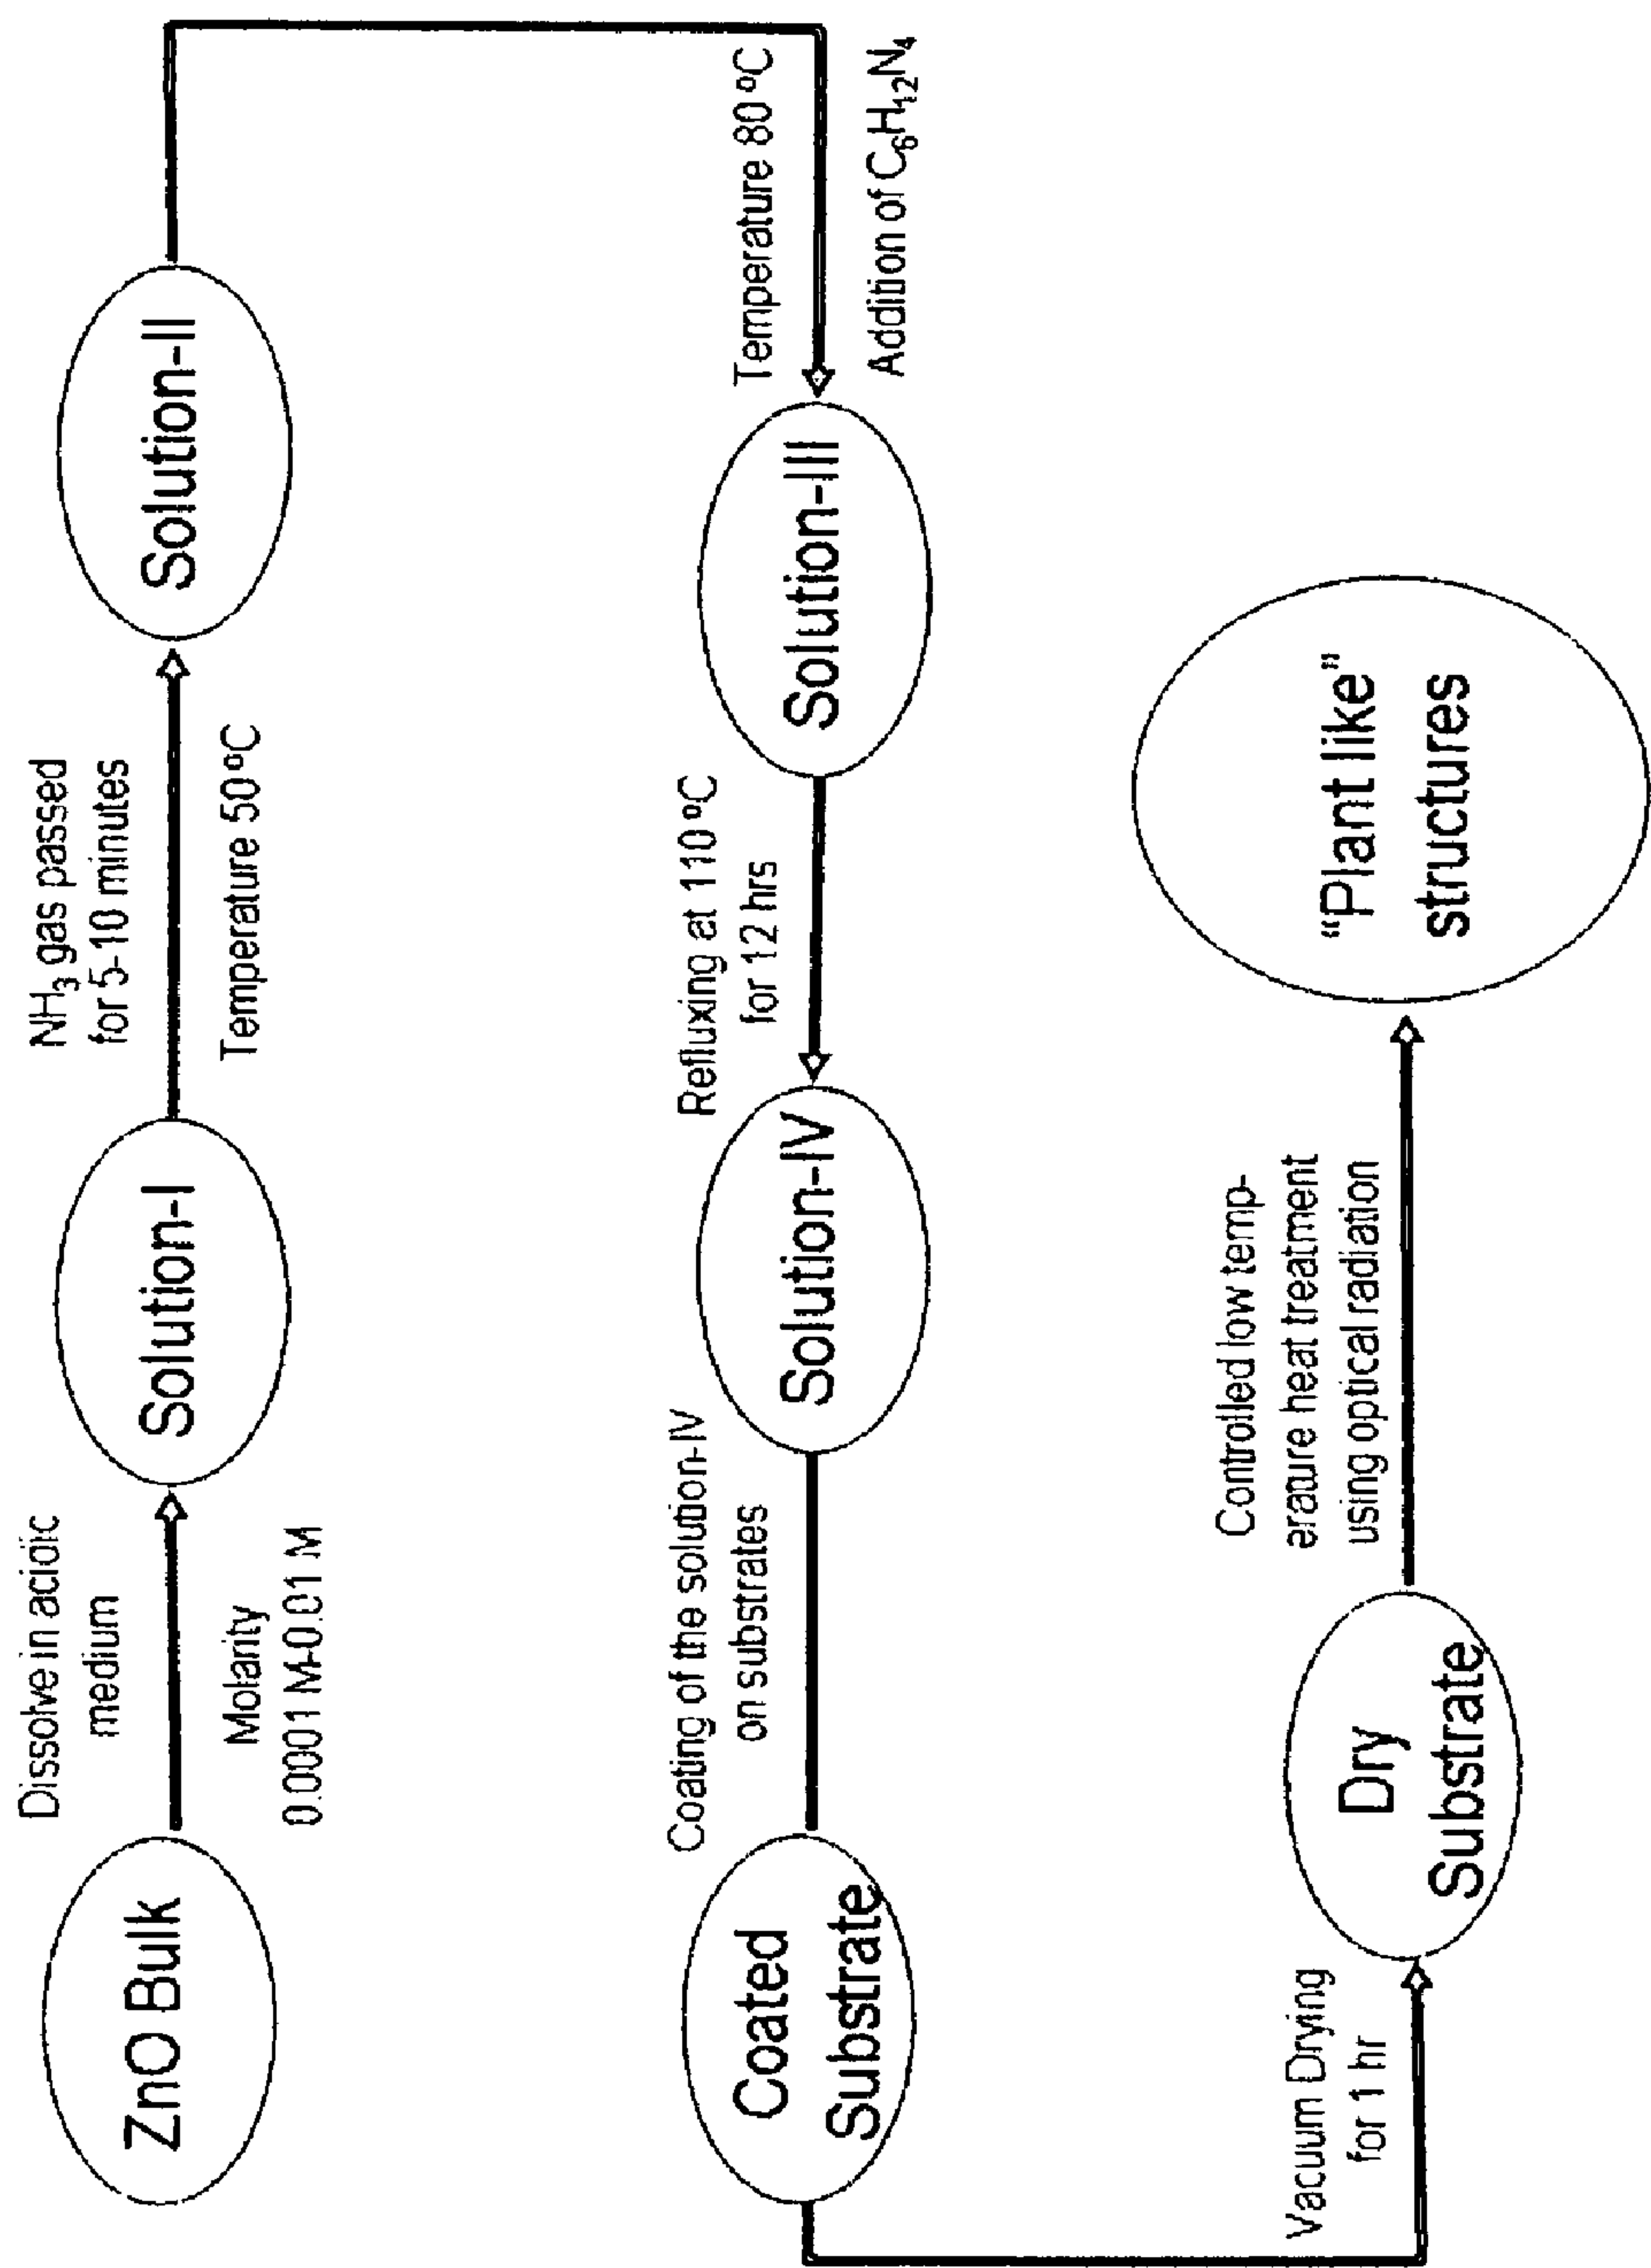 ZnO Bulk
Dissolve in acidic
medium
Molarity
0.0001 M-0.01 M
Solution-I
NH₃ gas passed
for 5-10 minutes
Temperature 50ºC
Solution-II
Temperature 80 ºC
Addition of C₆H₁₂N₄
Solution-III
Refluxing at 110 ºC
for 12 hrs
Solution-IV
Coating of the solution-IV
on substrates
Coated
Substrate
Vacuum Drying
for 1 hr
Dry
Substrate
Controlled low temp-
erature heat treatment
using optical radiation
“Plant like”
structures